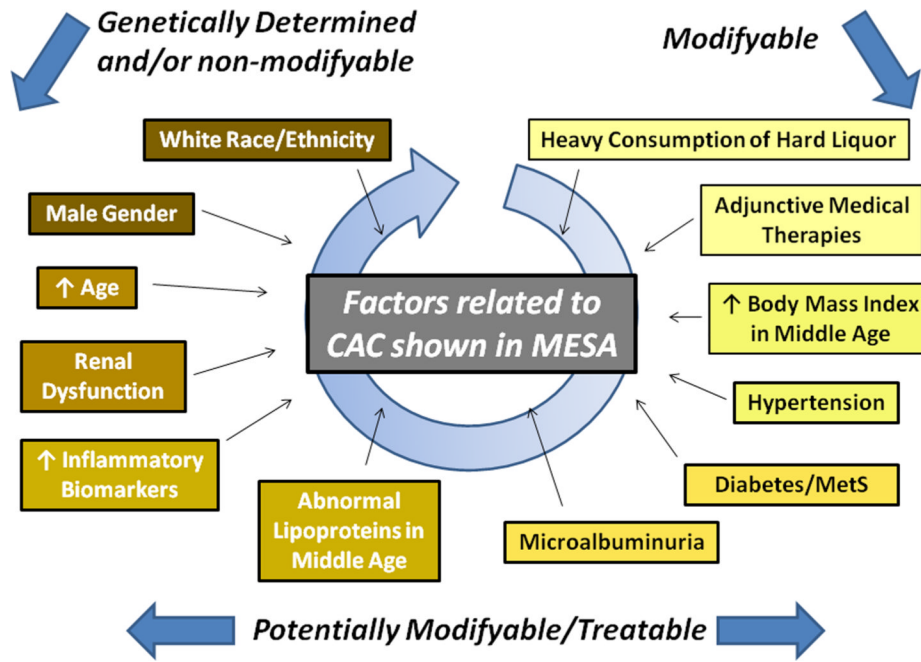 Genetically Determined
and/or non-modifyable
Modifyable
White Race/Ethnicity
Heavy Consumption of Hard Liquor
Male Gender
Adjunctive Medical
Therapies
↑ Age
↑ Body Mass Index
in Middle Age
Factors related to
CAC shown in MESA
Renal
Dysfunction
Hypertension
↑ Inflammatory
Biomarkers
Diabetes/MetS
Abnormal
Lipoproteins in
Middle Age
Microalbuminuria
Potentially Modifyable/Treatable